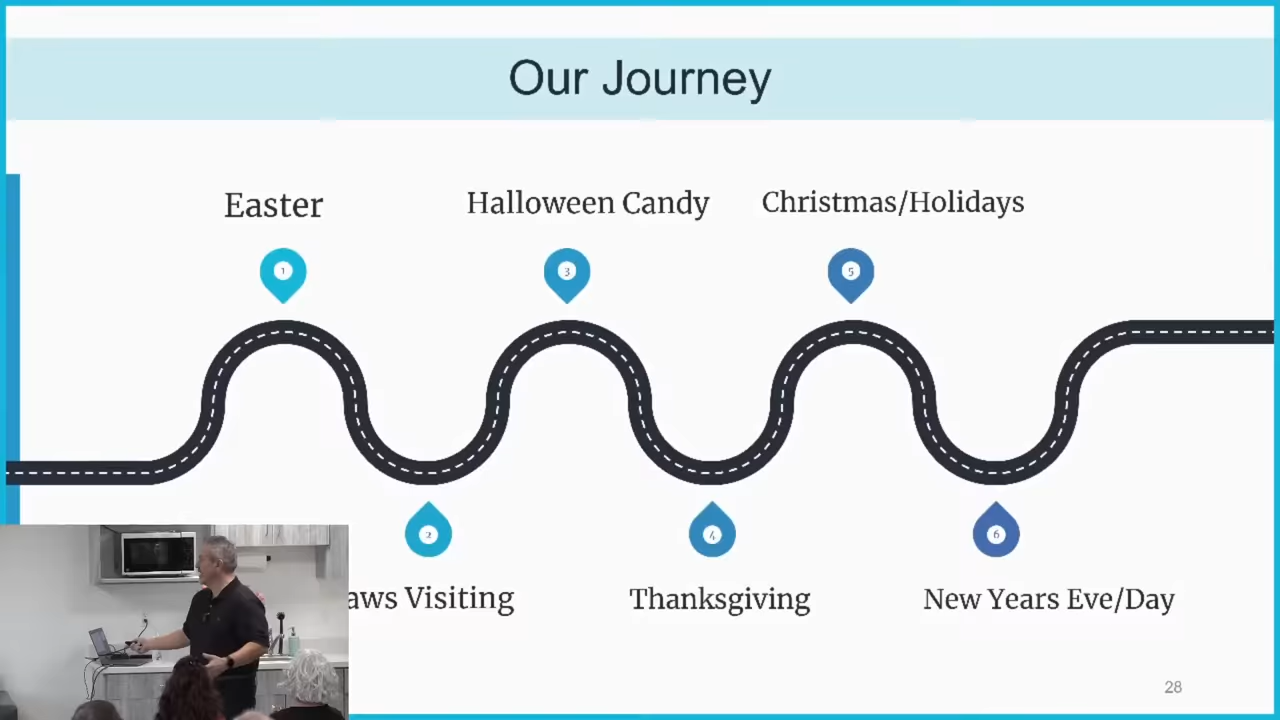 Our Journey
Easter
Halloween Candy
Christmas/Holidays
1
3
5
2
4
6
aws Visiting
Thanksgiving
New Years Eve/Day
28